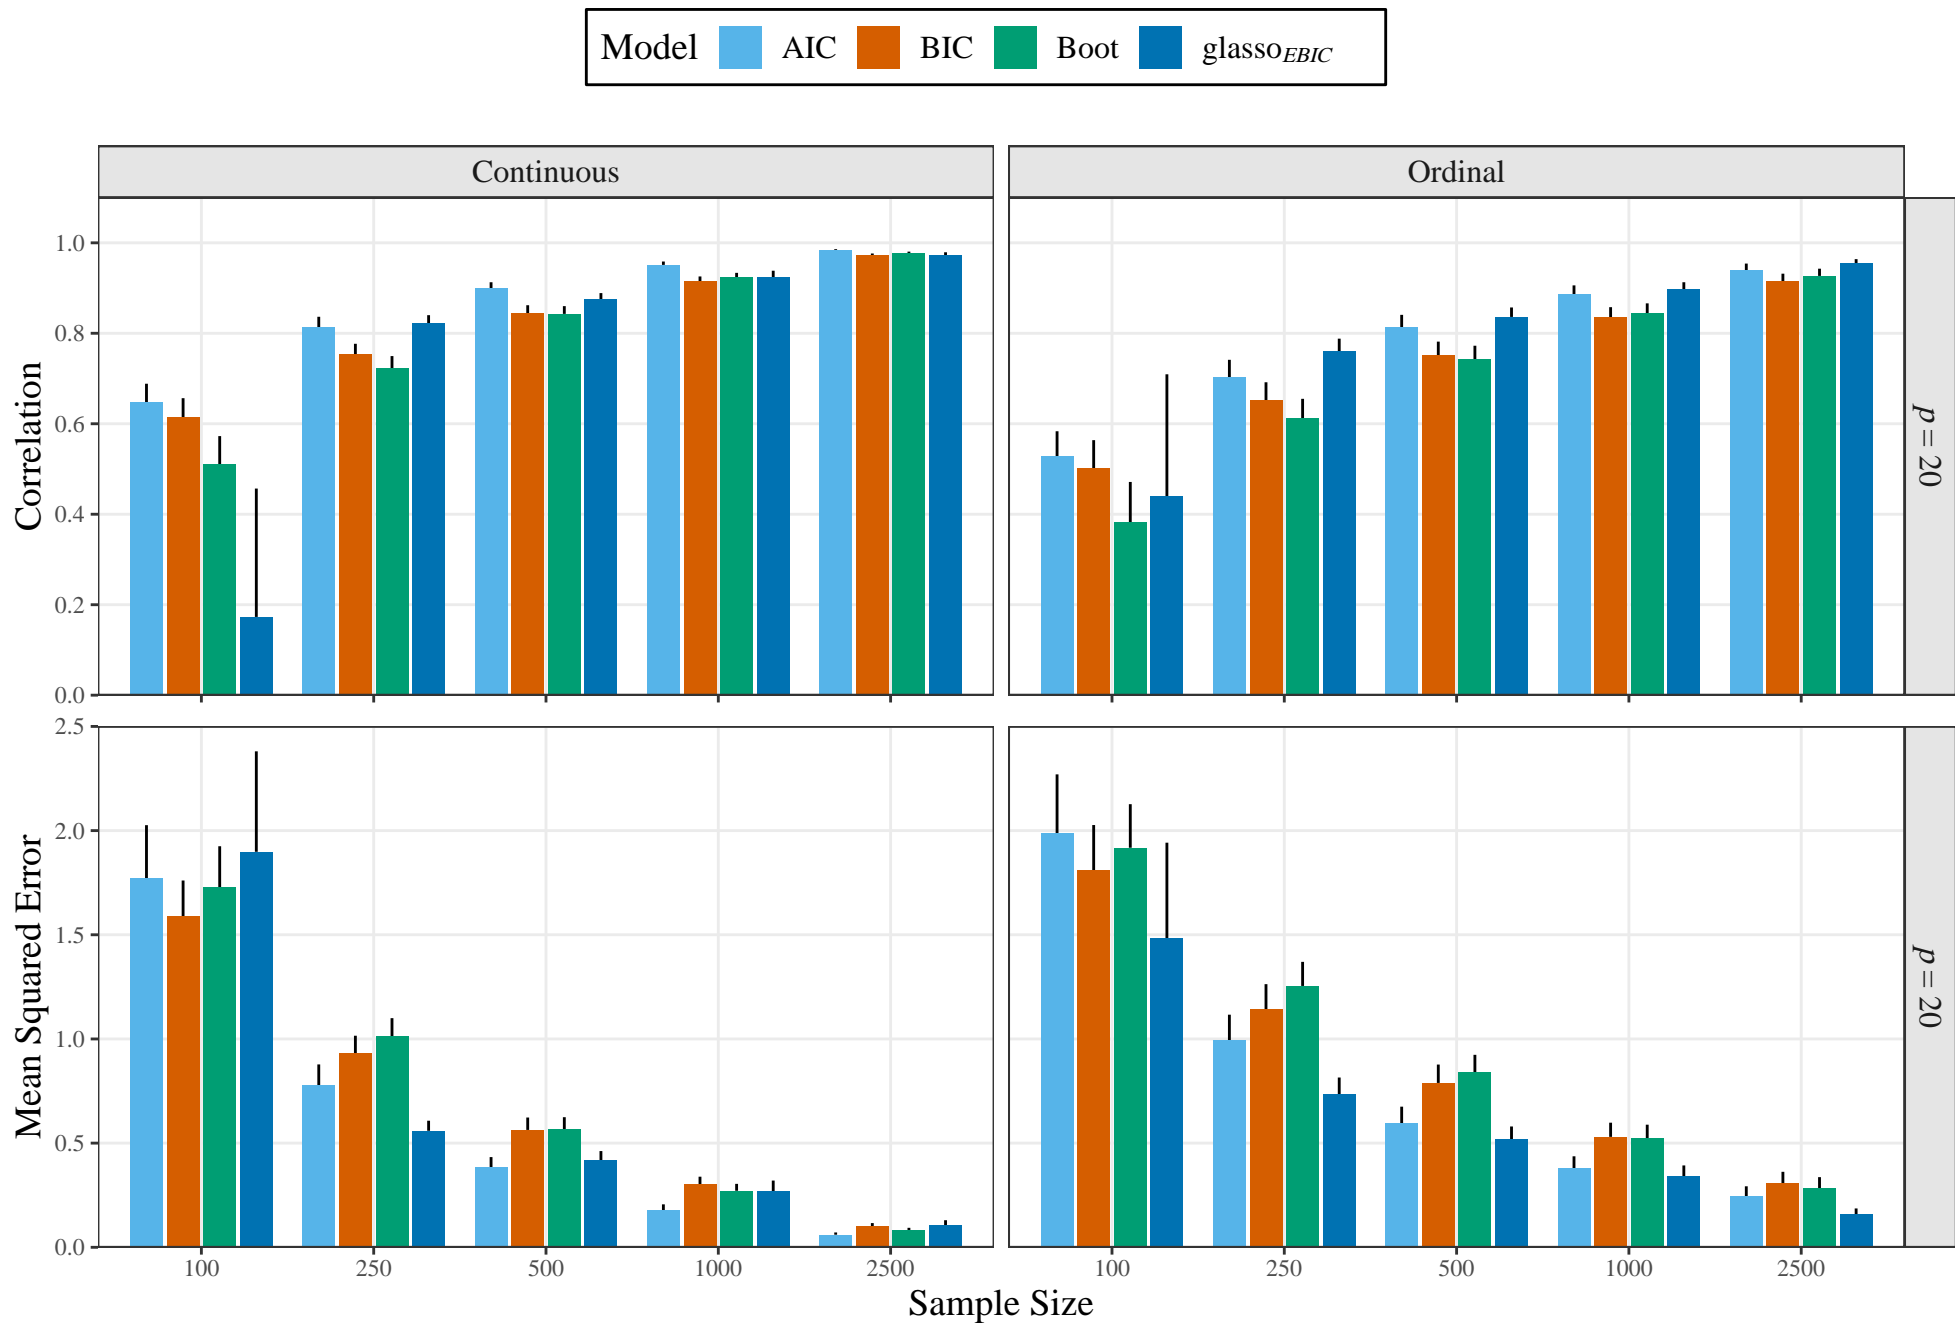 Model AIC BIC Boot glasso EBIC
Continuous Ordinal
Correlation
1.0
0.8
0.6
0.4
0.2
0.0
p = 20
Mean Squared Error
2.5
2.0
1.5
1.0
0.5
0.0
p = 20
100 250 500 1000 2500 100 250 500 1000 2500
Sample Size